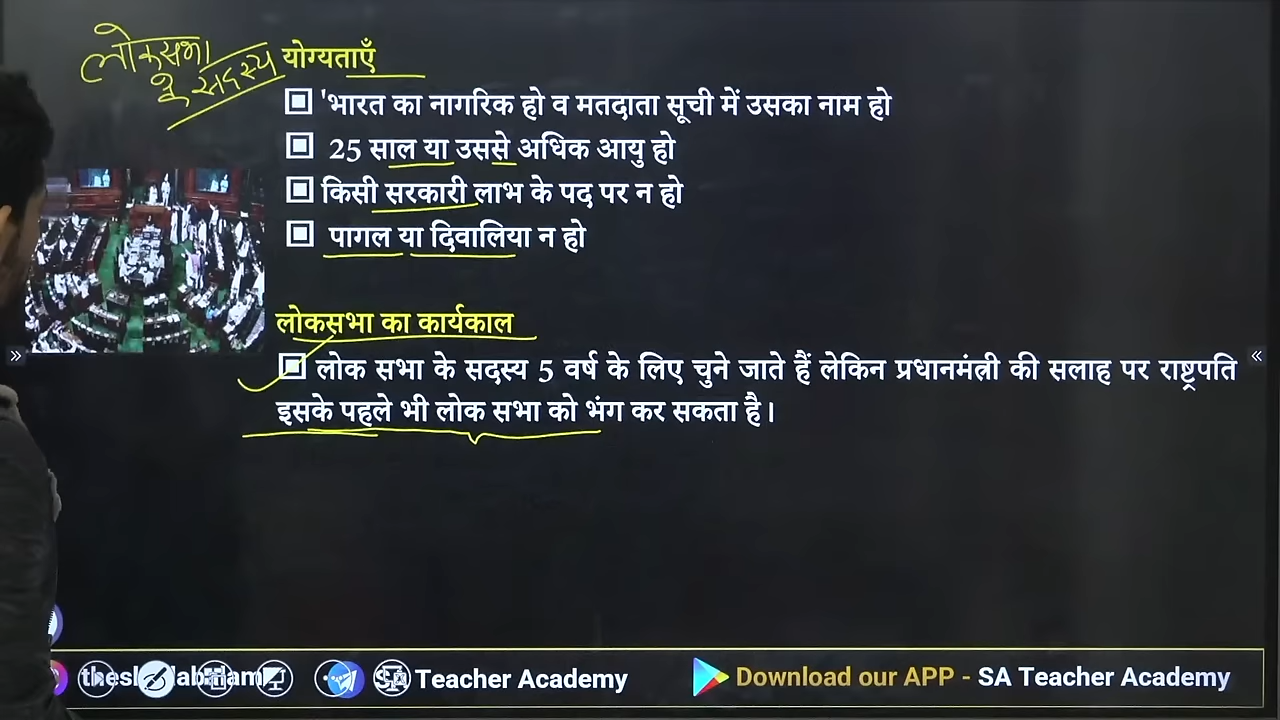 लोकसभा
के सदस्य
योग्यताएँ
'भारत का नागरिक हो व मतदाता सूची में उसका नाम हो
25 साल या उससे अधिक आयु हो
किसी सरकारी लाभ के पद पर न हो
पागल या दिवालिया न हो
लोकसभा का कार्यकाल
लोक सभा के सदस्य 5 वर्ष के लिए चुने जाते हैं लेकिन प्रधानमंत्री की सलाह पर राष्ट्रपति
इसके पहले भी लोक सभा को भंग कर सकता है।
Teacher Academy
Download our APP - SA Teacher Academy